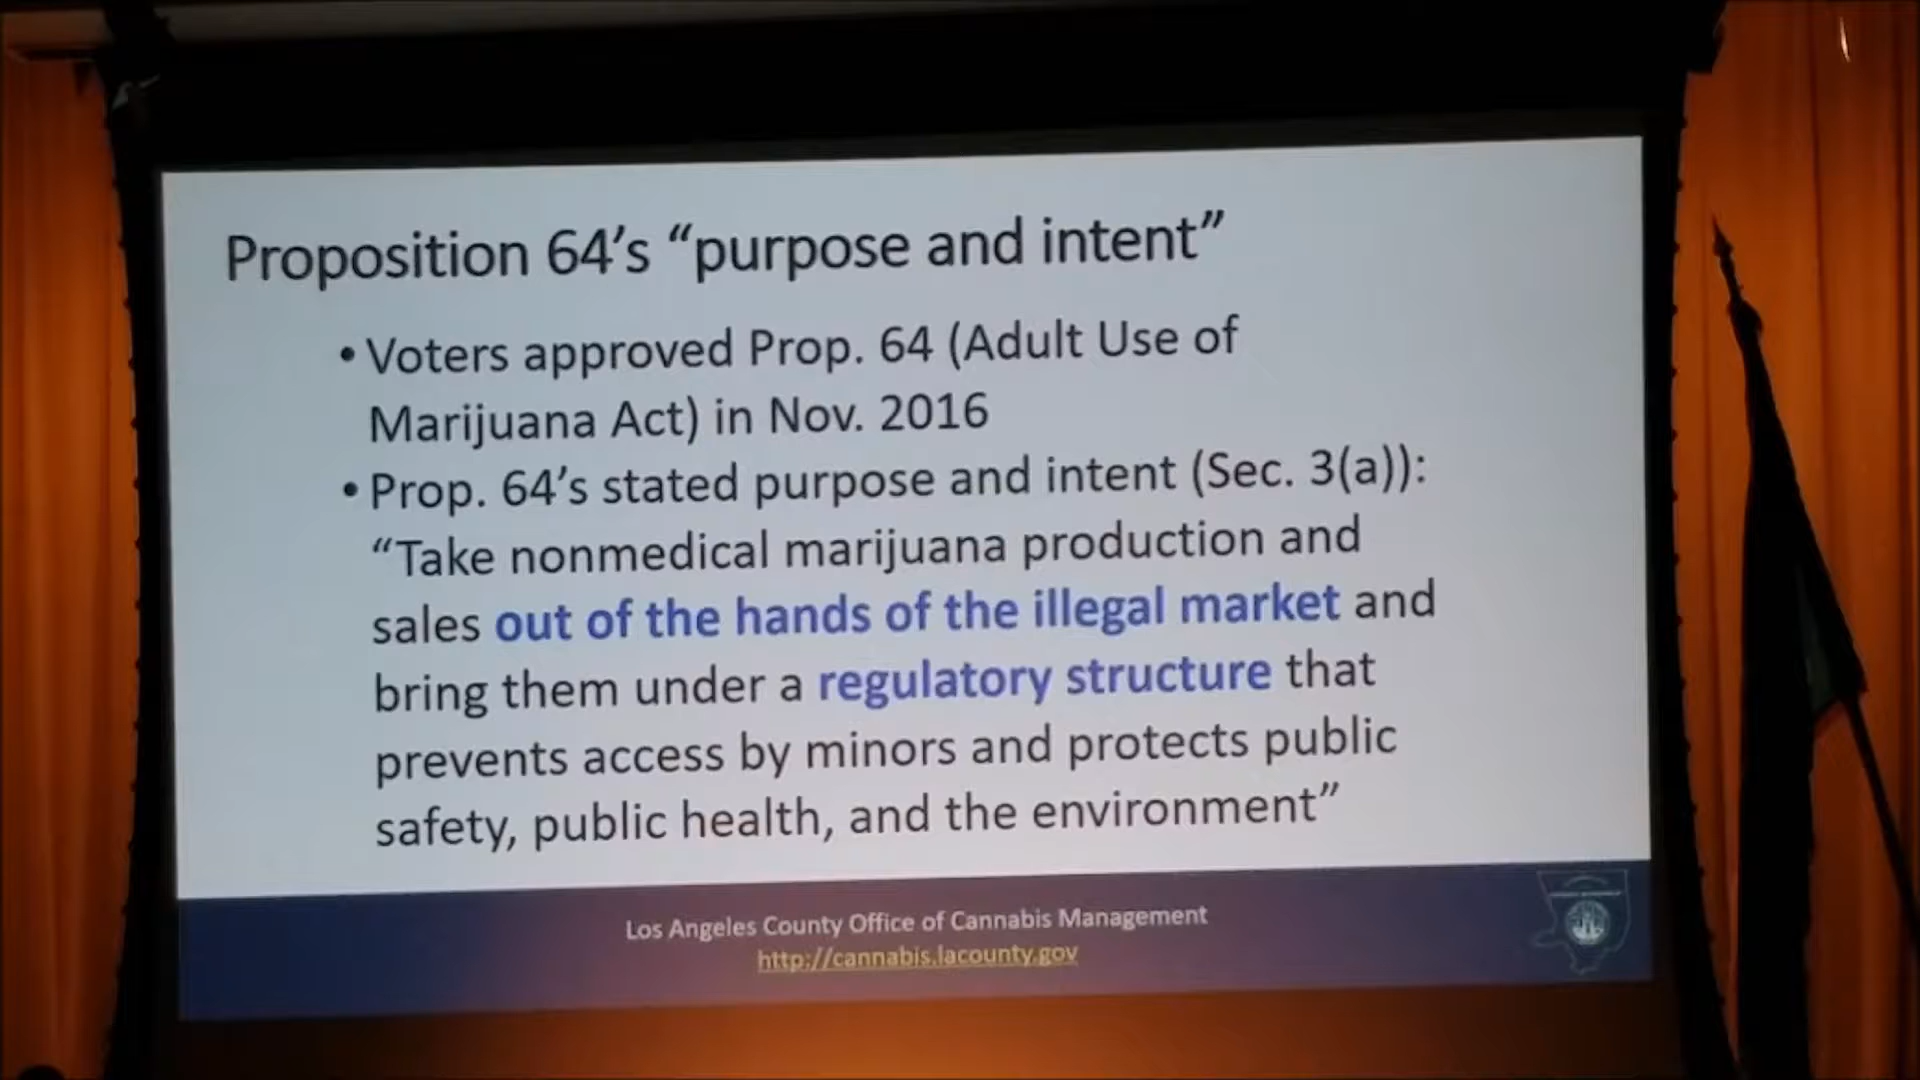 Proposition 64's “purpose and intent”
• Voters approved Prop. 64 (Adult Use of
Marijuana Act) in Nov. 2016
• Prop. 64's stated purpose and intent (Sec. 3(a)):
“Take nonmedical marijuana production and
sales out of the hands of the illegal market and
bring them under a regulatory structure that
prevents access by minors and protects public
safety, public health, and the environment”
Los Angeles County Office of Cannabis Management
http://cannabis.lacounty.gov